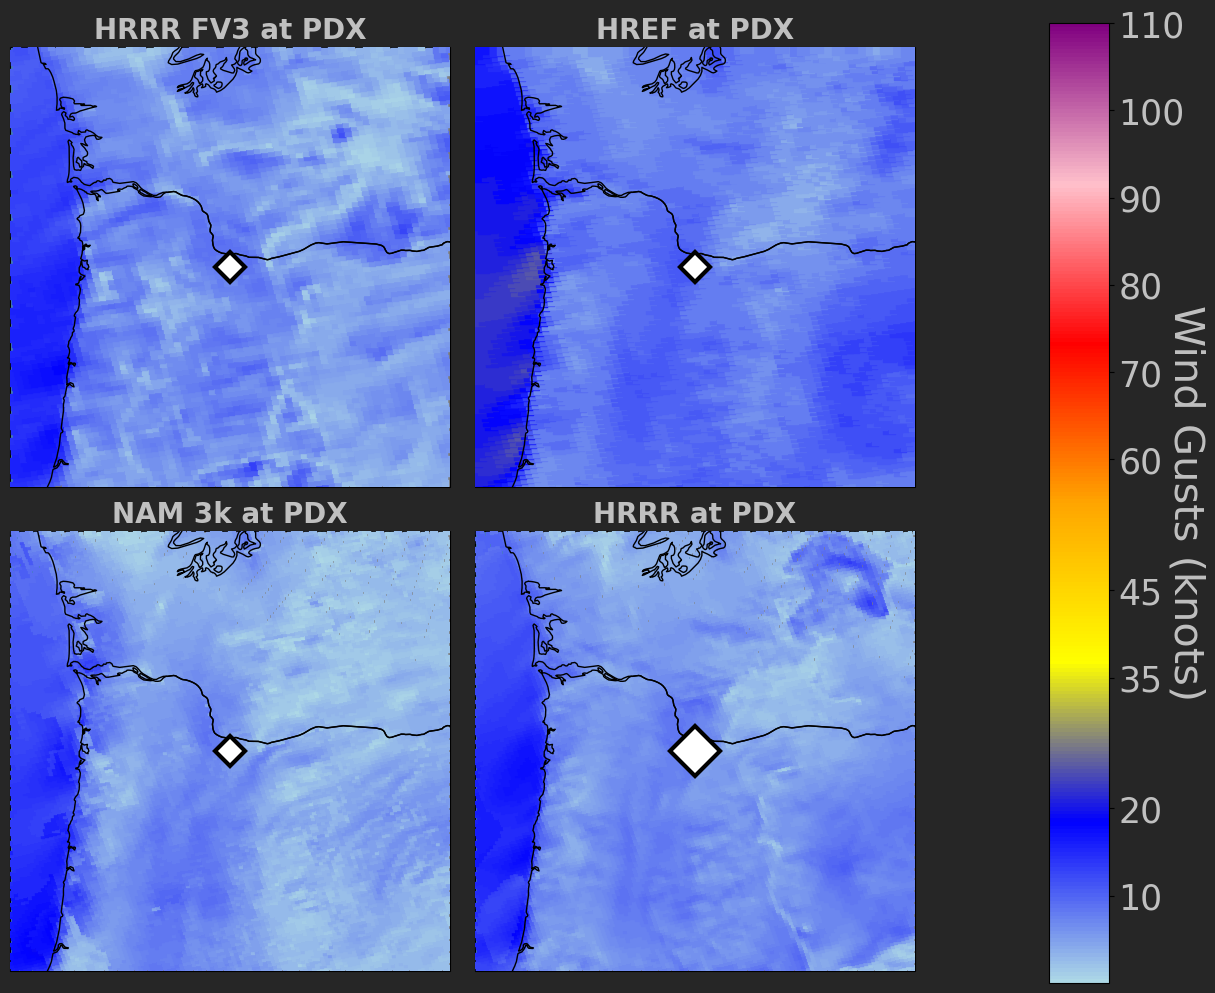 HRRR FV3 at PDX
HREF at PDX
NAM 3k at PDX
HRRR at PDX
110
100
90
80
70
60
45
35
20
10
Wind Gusts (knots)